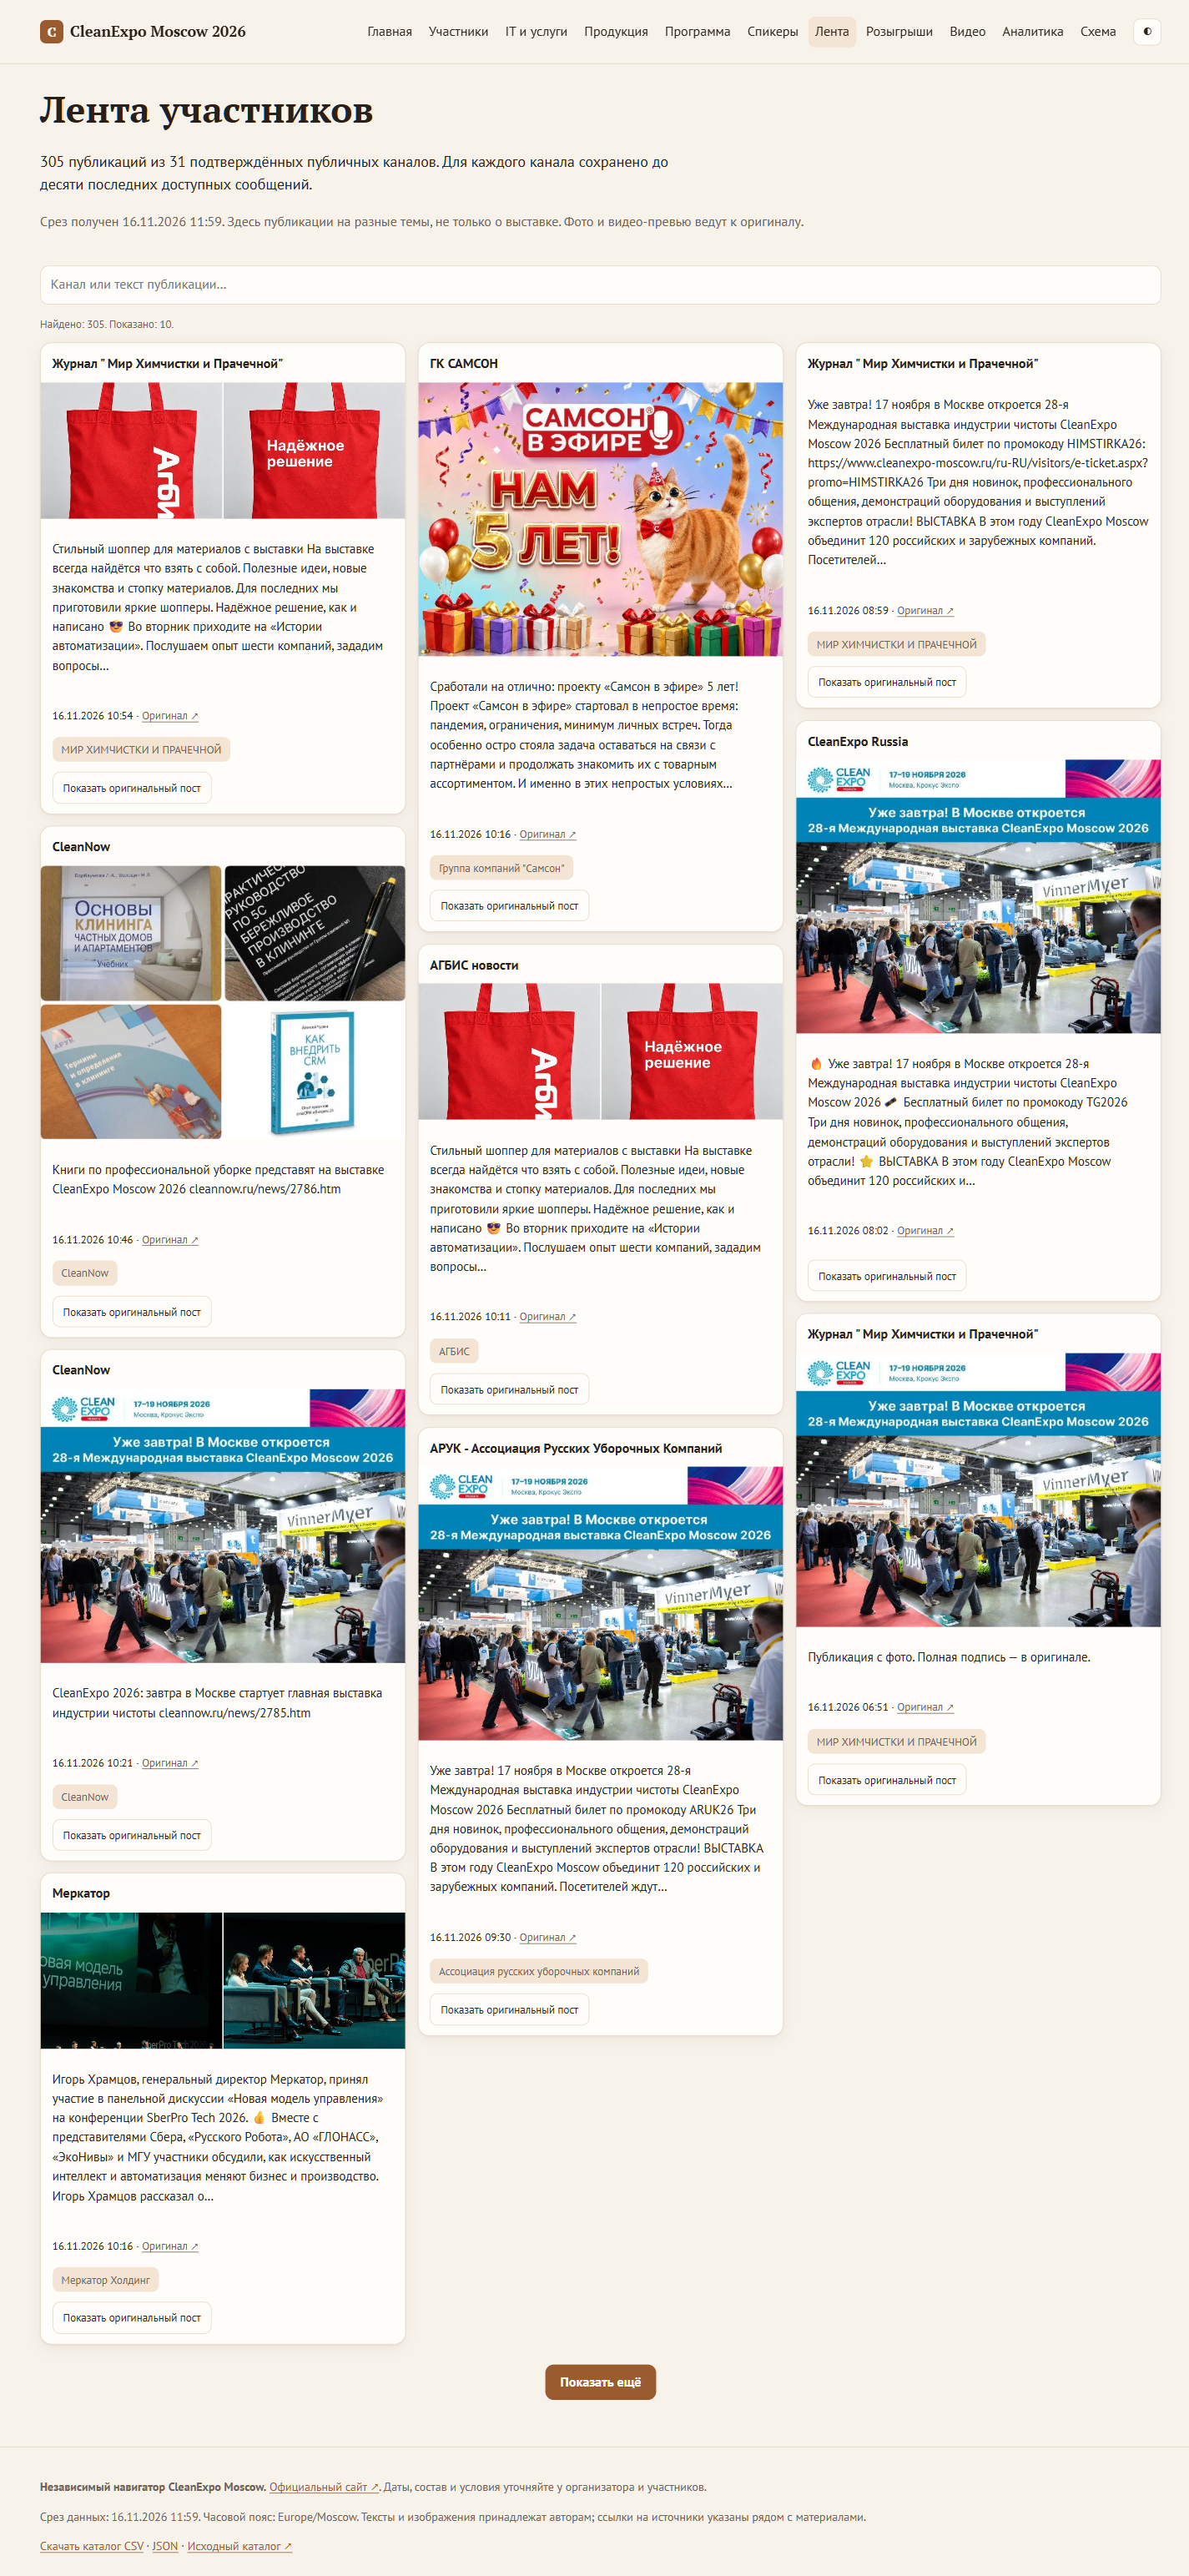 C CleanExpo Moscow 2026
Главная Участники IT и услуги Продукция Программа Спикеры Лента Розыгрыши Видео Аналитика Схема
Лента участников
305 публикаций из 31 подтверждённых публичных каналов. Для каждого канала сохранено до
десяти последних доступных сообщений.
Срез получен 16.11.2026 11:59. Здесь публикации на разные темы, не только о выставке. Фото и видео-превью ведут к оригиналу.
Канал или текст публикации...
Найдено: 305. Показано: 10.
Журнал " Мир Химчистки и Прачечной"
Агбис
Надёжное
решение
Стильный шоппер для материалов с выставки На выставке
всегда найдётся что взять с собой. Полезные идеи, новые
знакомства и стопку материалов. Для последних мы
приготовили яркие шопперы. Надёжное решение, как и
написано 😎 Во вторник приходите на «Истории
автоматизации». Послушаем опыт шести компаний, зададим
вопросы...
16.11.2026 10:54 · Оригинал ↗
МИР ХИМЧИСТКИ И ПРАЧЕЧНОЙ
Показать оригинальный пост
CleanNow
Основы
КЛИНИНГА
ЧАСТНЫХ ДОМОВ
И АПАРТАМЕНТОВ
Учебник
ПРАКТИЧЕСКОЕ
РУКОВОДСТВО
ПО 5С
БЕРЕЖЛИВОЕ
ПРОИЗВОДСТВО
В КЛИНИНГЕ
АРУК
Термины
и определения
в клининге
КАК
ВНЕДРИТЬ
CRM
Книги по профессиональной уборке представят на выставке
CleanExpo Moscow 2026 cleannow.ru/news/2786.htm
16.11.2026 10:46 · Оригинал ↗
CleanNow
Показать оригинальный пост
CleanNow
CLEAN
EXPO
17–19 НОЯБРЯ 2026
Москва, Крокус Экспо
Уже завтра! В Москве откроется
28-я Международная выставка CleanExpo Moscow 2026
VinnerMyer
CleanExpo 2026: завтра в Москве стартует главная выставка
индустрии чистоты cleannow.ru/news/2785.htm
16.11.2026 10:21 · Оригинал ↗
CleanNow
Показать оригинальный пост
Меркатор
овая модель
управления
Игорь Храмцов, генеральный директор Меркатор, принял
участие в панельной дискуссии «Новая модель управления»
на конференции SberPro Tech 2026. 👍 Вместе с
представителями Сбера, «Русского Робота», АО «ГЛОНАСС»,
«ЭкоНивы» и МГУ участники обсудили, как искусственный
интеллект и автоматизация меняют бизнес и производство.
Игорь Храмцов рассказал о...
16.11.2026 10:16 · Оригинал ↗
Меркатор Холдинг
Показать оригинальный пост
ГК САМСОН
САМСОН®
В ЭФИРЕ
НАМ
5 ЛЕТ!
Сработали на отлично: проекту «Самсон в эфире» 5 лет!
Проект «Самсон в эфире» стартовал в непростое время:
пандемия, ограничения, минимум личных встреч. Тогда
особенно остро стояла задача оставаться на связи с
партнёрами и продолжать знакомить их с товарным
ассортиментом. И именно в этих непростых условиях...
16.11.2026 10:16 · Оригинал ↗
Группа компаний "Самсон"
Показать оригинальный пост
АГБИС новости
Агбис
Надёжное
решение
Стильный шоппер для материалов с выставки На выставке
всегда найдётся что взять с собой. Полезные идеи, новые
знакомства и стопку материалов. Для последних мы
приготовили яркие шопперы. Надёжное решение, как и
написано 😎 Во вторник приходите на «Истории
автоматизации». Послушаем опыт шести компаний, зададим
вопросы...
16.11.2026 10:11 · Оригинал ↗
АГБИС
Показать оригинальный пост
АРУК - Ассоциация Русских Уборочных Компаний
CLEAN
EXPO
17–19 НОЯБРЯ 2026
Москва, Крокус Экспо
Уже завтра! В Москве откроется
28-я Международная выставка CleanExpo Moscow 2026
VinnerMyer
Уже завтра! 17 ноября в Москве откроется 28-я
Международная выставка индустрии чистоты CleanExpo
Moscow 2026 Бесплатный билет по промокоду ARUK26 Три
дня новинок, профессионального общения, демонстраций
оборудования и выступлений экспертов отрасли! ВЫСТАВКА
В этом году CleanExpo Moscow объединит 120 российских и
зарубежных компаний. Посетителей ждут...
16.11.2026 09:30 · Оригинал ↗
Ассоциация русских уборочных компаний
Показать оригинальный пост
Журнал " Мир Химчистки и Прачечной"
Уже завтра! 17 ноября в Москве откроется 28-я
Международная выставка индустрии чистоты CleanExpo
Moscow 2026 Бесплатный билет по промокоду HIMSTIRKA26:
https://www.cleanexpo-moscow.ru/ru-RU/visitors/e-ticket.aspx?
promo=HIMSTIRKA26 Три дня новинок, профессионального
общения, демонстраций оборудования и выступлений
экспертов отрасли! ВЫСТАВКА В этом году CleanExpo Moscow
объединит 120 российских и зарубежных компаний.
Посетителей...
16.11.2026 08:59 · Оригинал ↗
МИР ХИМЧИСТКИ И ПРАЧЕЧНОЙ
Показать оригинальный пост
CleanExpo Russia
CLEAN
EXPO
17–19 НОЯБРЯ 2026
Москва, Крокус Экспо
Уже завтра! В Москве откроется
28-я Международная выставка CleanExpo Moscow 2026
VinnerMyer
🔥 Уже завтра! 17 ноября в Москве откроется 28-я
Международная выставка индустрии чистоты CleanExpo
Moscow 2026 Бесплатный билет по промокоду TG2026
Три дня новинок, профессионального общения,
демонстраций оборудования и выступлений экспертов
отрасли! ⭐ ВЫСТАВКА В этом году CleanExpo Moscow
объединит 120 российских и...
16.11.2026 08:02 · Оригинал ↗
Показать оригинальный пост
Журнал " Мир Химчистки и Прачечной"
CLEAN
EXPO
17–19 НОЯБРЯ 2026
Москва, Крокус Экспо
Уже завтра! В Москве откроется
28-я Международная выставка CleanExpo Moscow 2026
VinnerMyer
Публикация с фото. Полная подпись — в оригинале.
16.11.2026 06:51 · Оригинал ↗
МИР ХИМЧИСТКИ И ПРАЧЕЧНОЙ
Показать оригинальный пост
Показать ещё
Независимый навигатор CleanExpo Moscow. Официальный сайт ↗. Даты, состав и условия уточняйте у организатора и участников.
Срез данных: 16.11.2026 11:59. Часовой пояс: Europe/Moscow. Тексты и изображения принадлежат авторам; ссылки на источники указаны рядом с материалами.
Скачать каталог CSV · JSON · Исходный каталог ↗